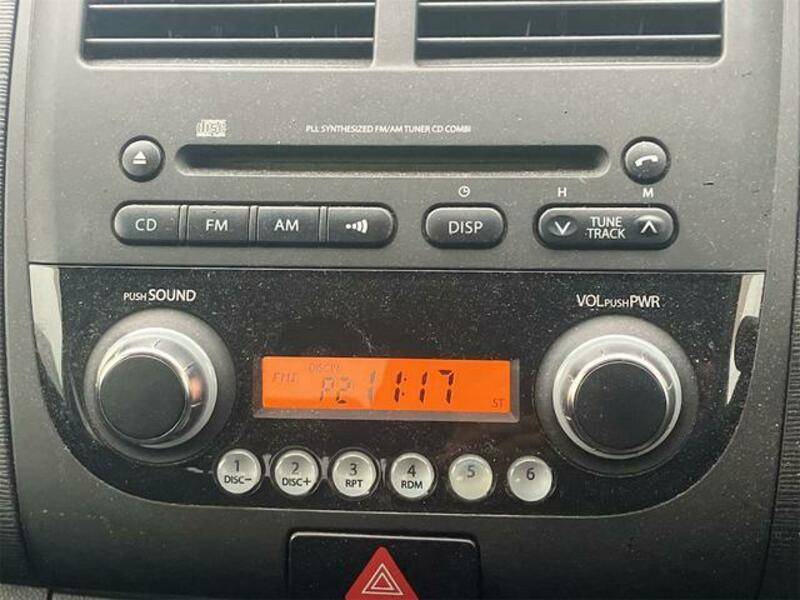 PLL SYNTHESIZED FM/AM TUNER CD COMBI
H M
CD FM AM DISP TUNE
TRACK
PUSH SOUND
VOL PUSH PWR
FM1
11:17
P2
ST
1
DISC-
2
DISC+
3
RPT
4
RDM
5
6